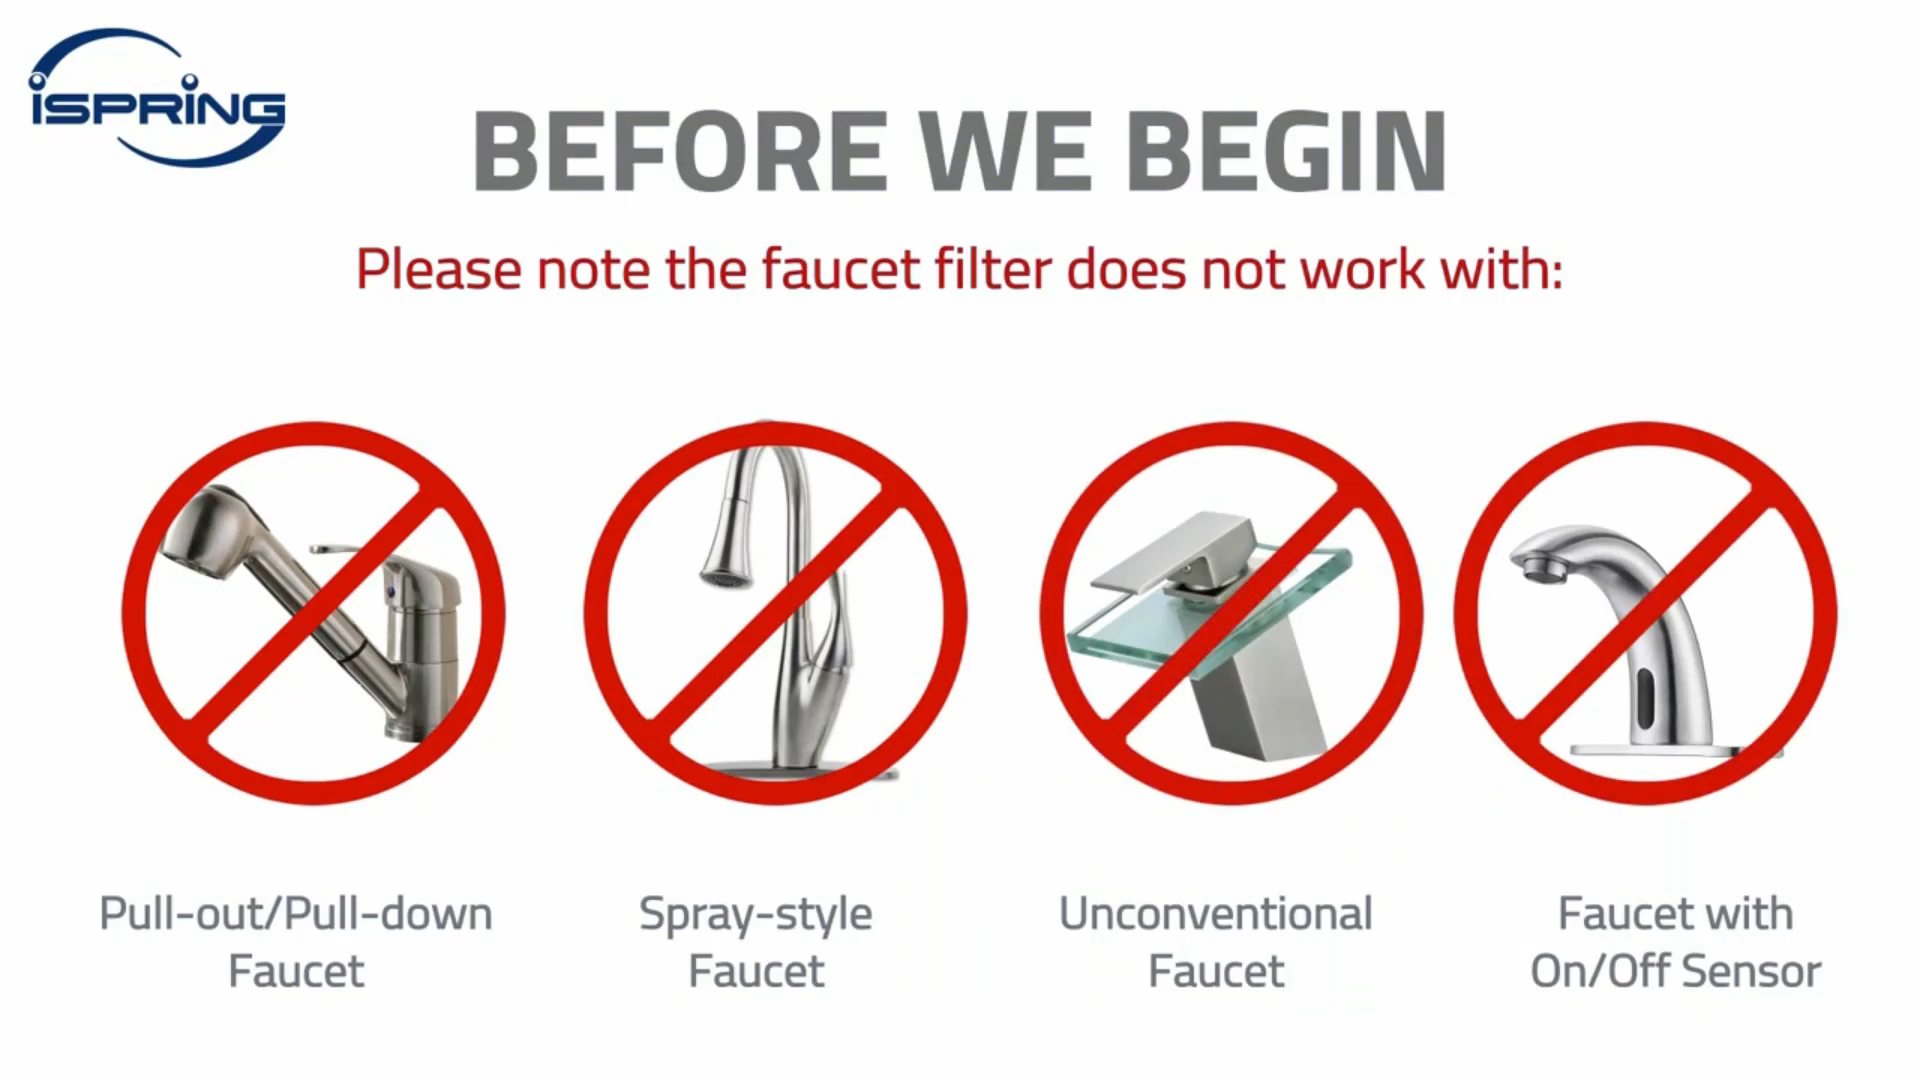 iSPRiNG
BEFORE WE BEGIN
Please note the faucet filter does not work with:
Pull-out/Pull-down
Faucet
Spray-style
Faucet
Unconventional
Faucet
Faucet with
On/Off Sensor